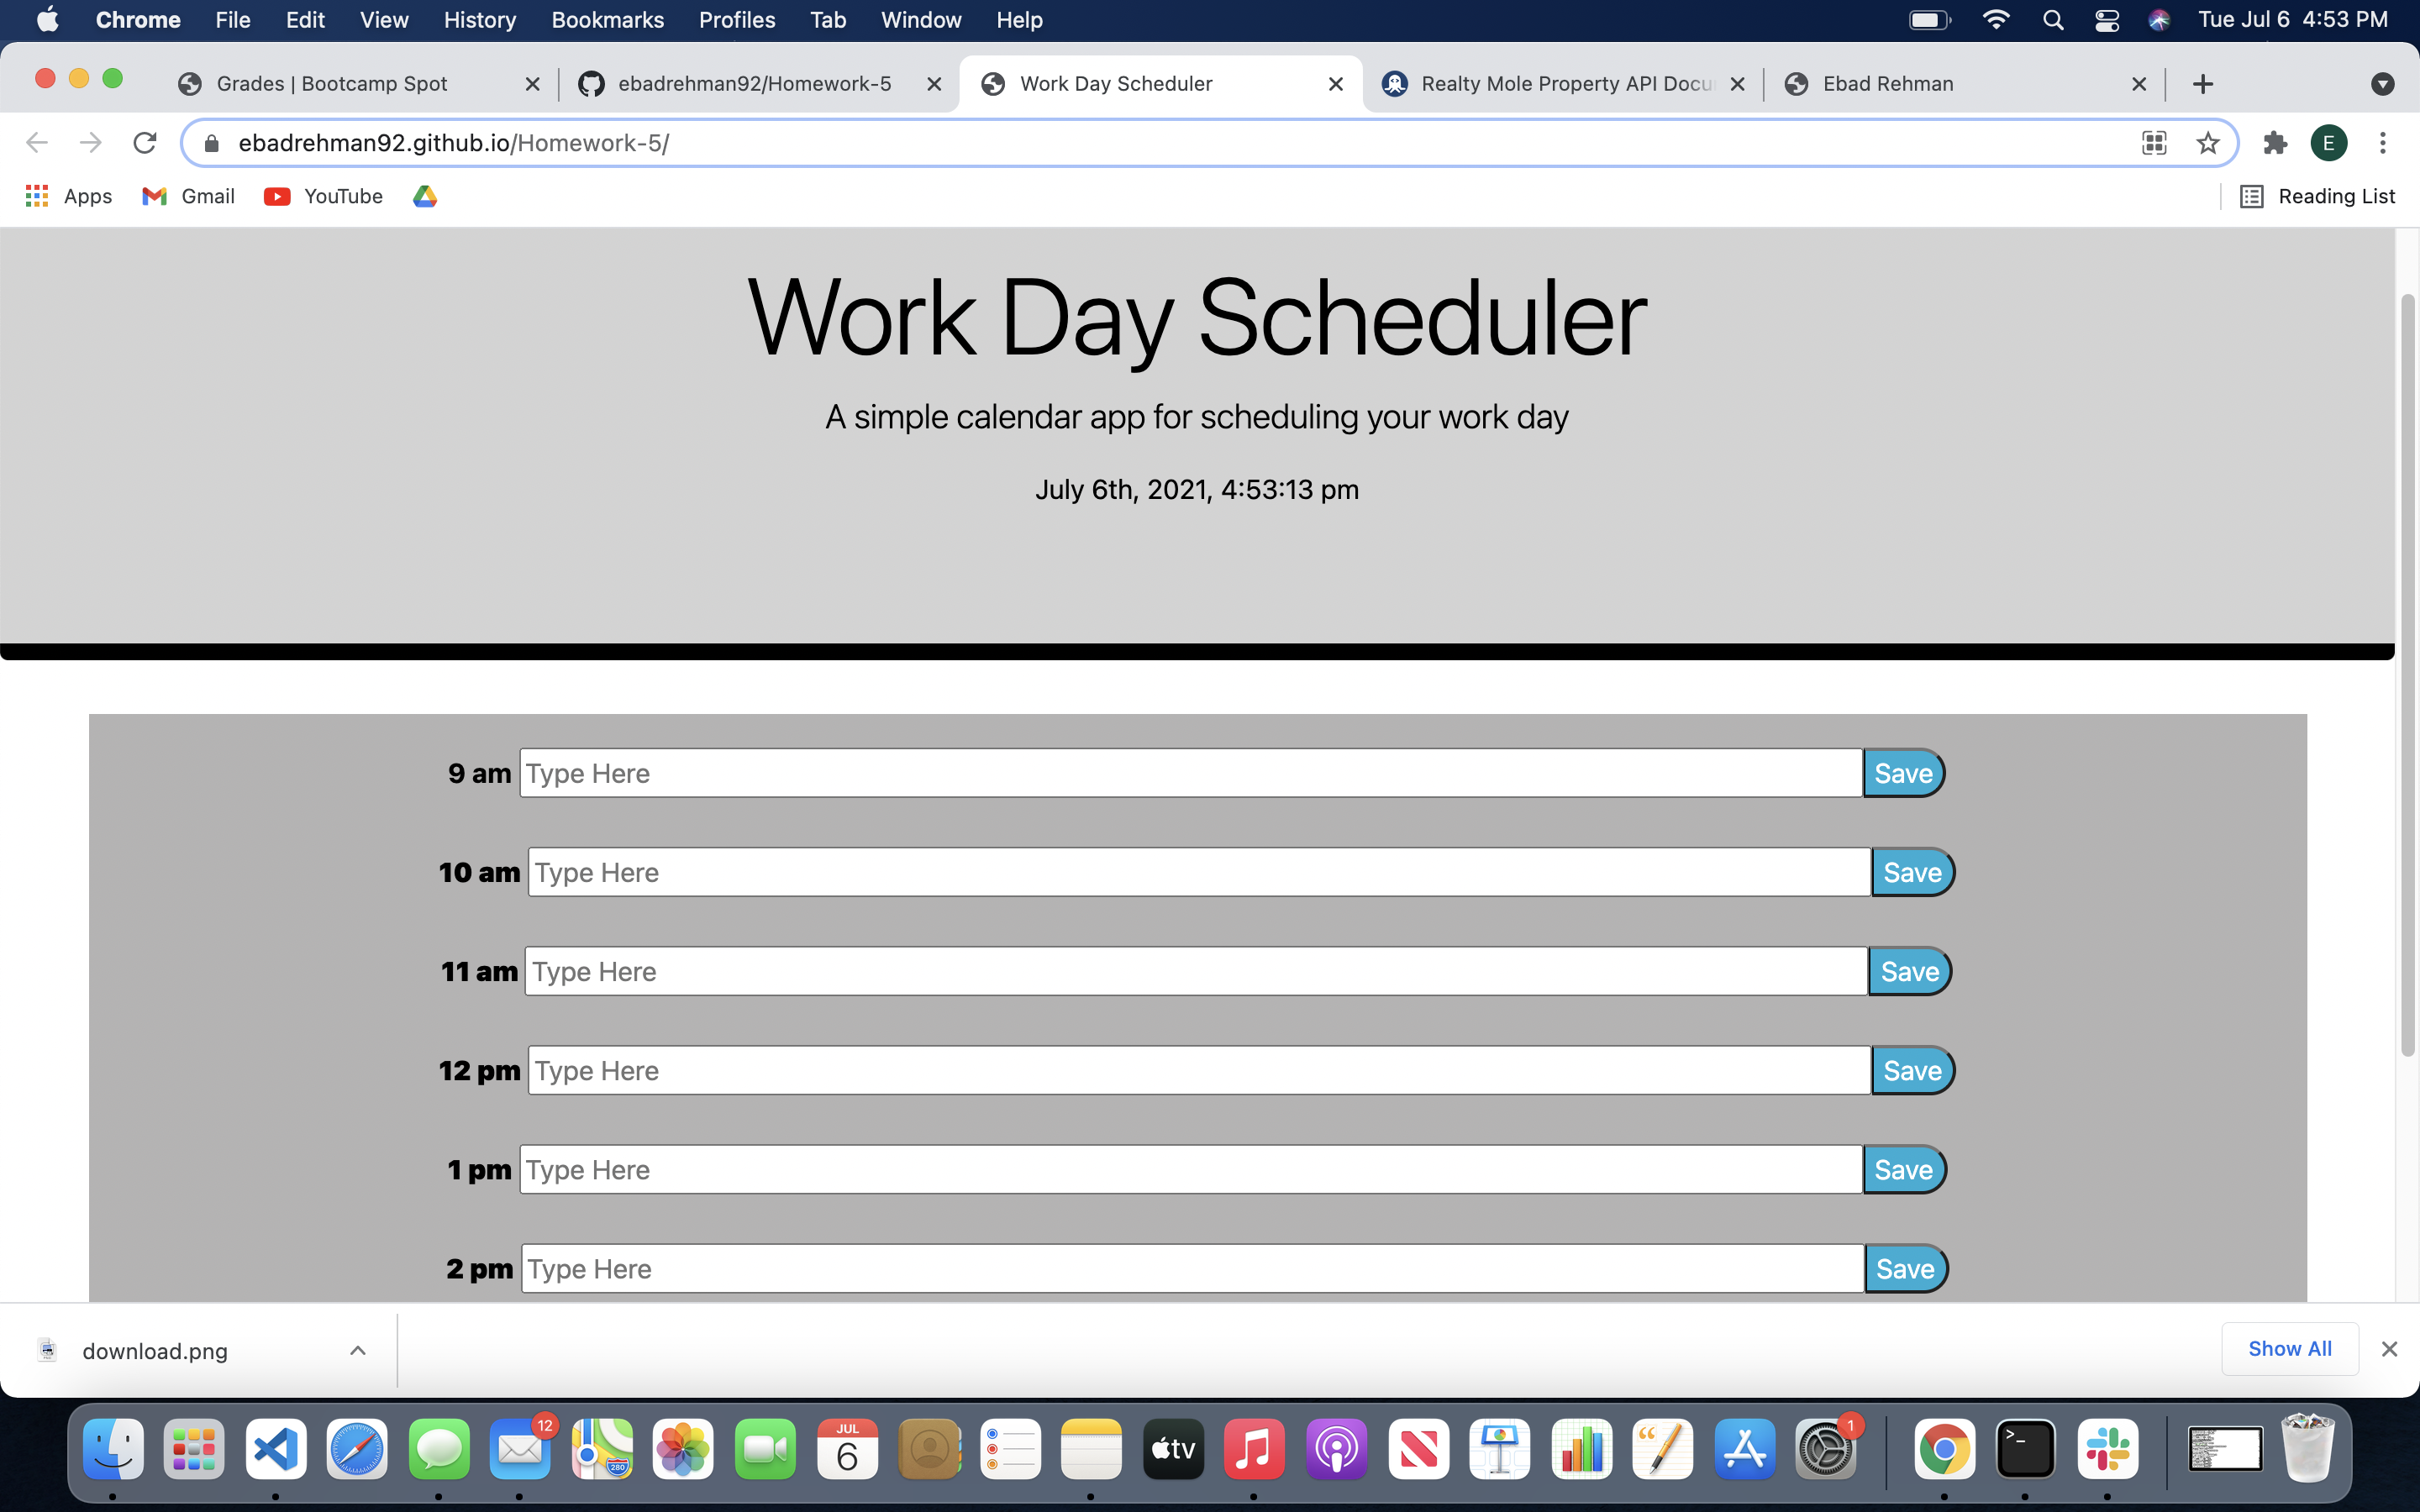 Chrome File Edit View History Bookmarks Profiles Tab Window Help Tue Jul 6 4:53 PM
Grades | Bootcamp Spot ebadrehman92/Homework-5 Work Day Scheduler Realty Mole Property API Docu Ebad Rehman
ebadrehman92.github.io/Homework-5/ E
Apps Gmail YouTube Reading List
Work Day Scheduler
A simple calendar app for scheduling your work day
July 6th, 2021, 4:53:13 pm
9 am Type Here Save
10 am Type Here Save
11 am Type Here Save
12 pm Type Here Save
1 pm Type Here Save
2 pm Type Here Save
download.png Show All
12 280 JUL 6 tv 1 >_